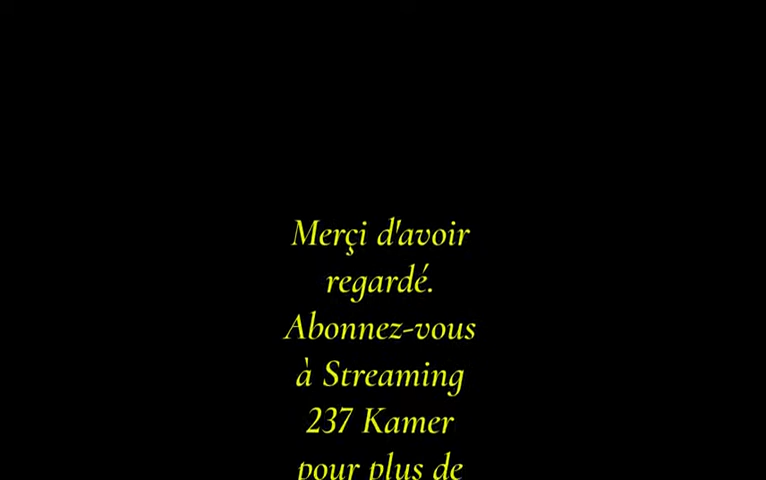 Merçi d'avoir
regardé.
Abonnez-vous
à Streaming
237 Kamer
pour plus de